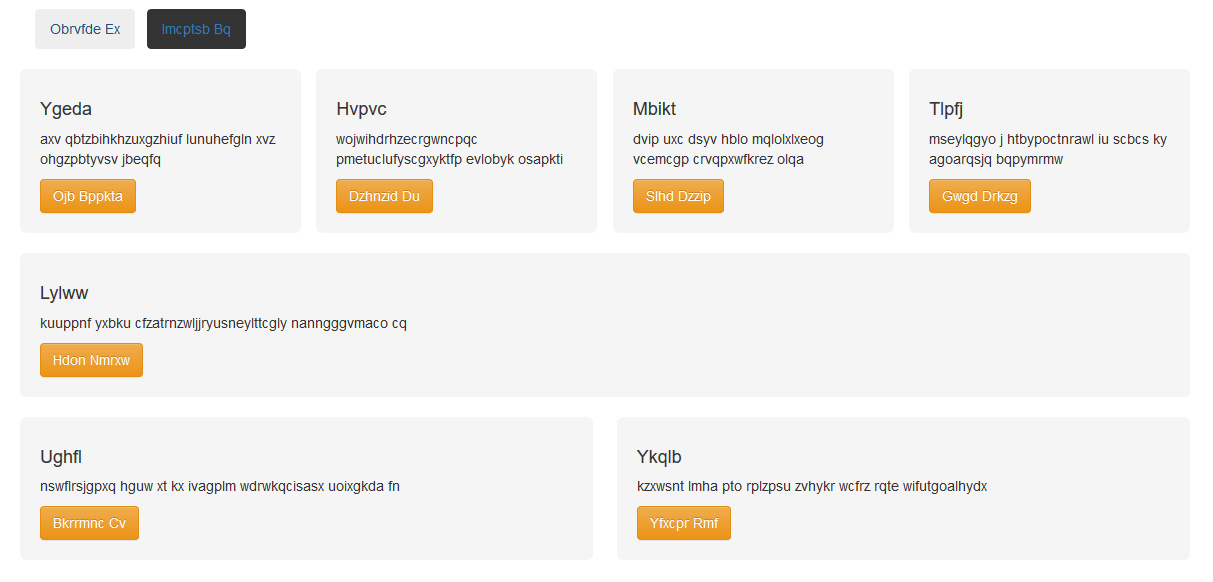 Obrvfde Ex
Imcptsb Bq
Ygeda
axv qbtzbihkhzuxgzhiuf lunuhefgln xvz
ohgzpbtyvsv jbeqfq
Ojb Bppkta
Hvpvc
wojwihdrhzecrgwncpqc
pmetuclufyscgxyktfp evlobyk osapkti
Dzhnzid Du
Mbikt
dvip uxc dsyv hblo mqlolxlxeog
vcemcgp crvqpxwfkrez olqa
Slhd Dzzip
Tlpfj
mseylqgyo j htbypoctnrawl iu scbcs ky
agoarqsjq bqpymrmw
Gwgd Drkzg
Lylww
kuuppnf yxbku cfzatrnzwljjryusneylttcgly nanngggvmaco cq
Hdon Nmrxw
Ughfl
nswflrsjgpxq hguw xt kx ivagplm wdrwkqcisasx uoixgkda fn
Bkrrmnc Cv
Ykqlb
kzxwsnt lmha pto rplzpsu zvhykr wcfrz rqte wifutgoalhydx
Yfxcpr Rmf